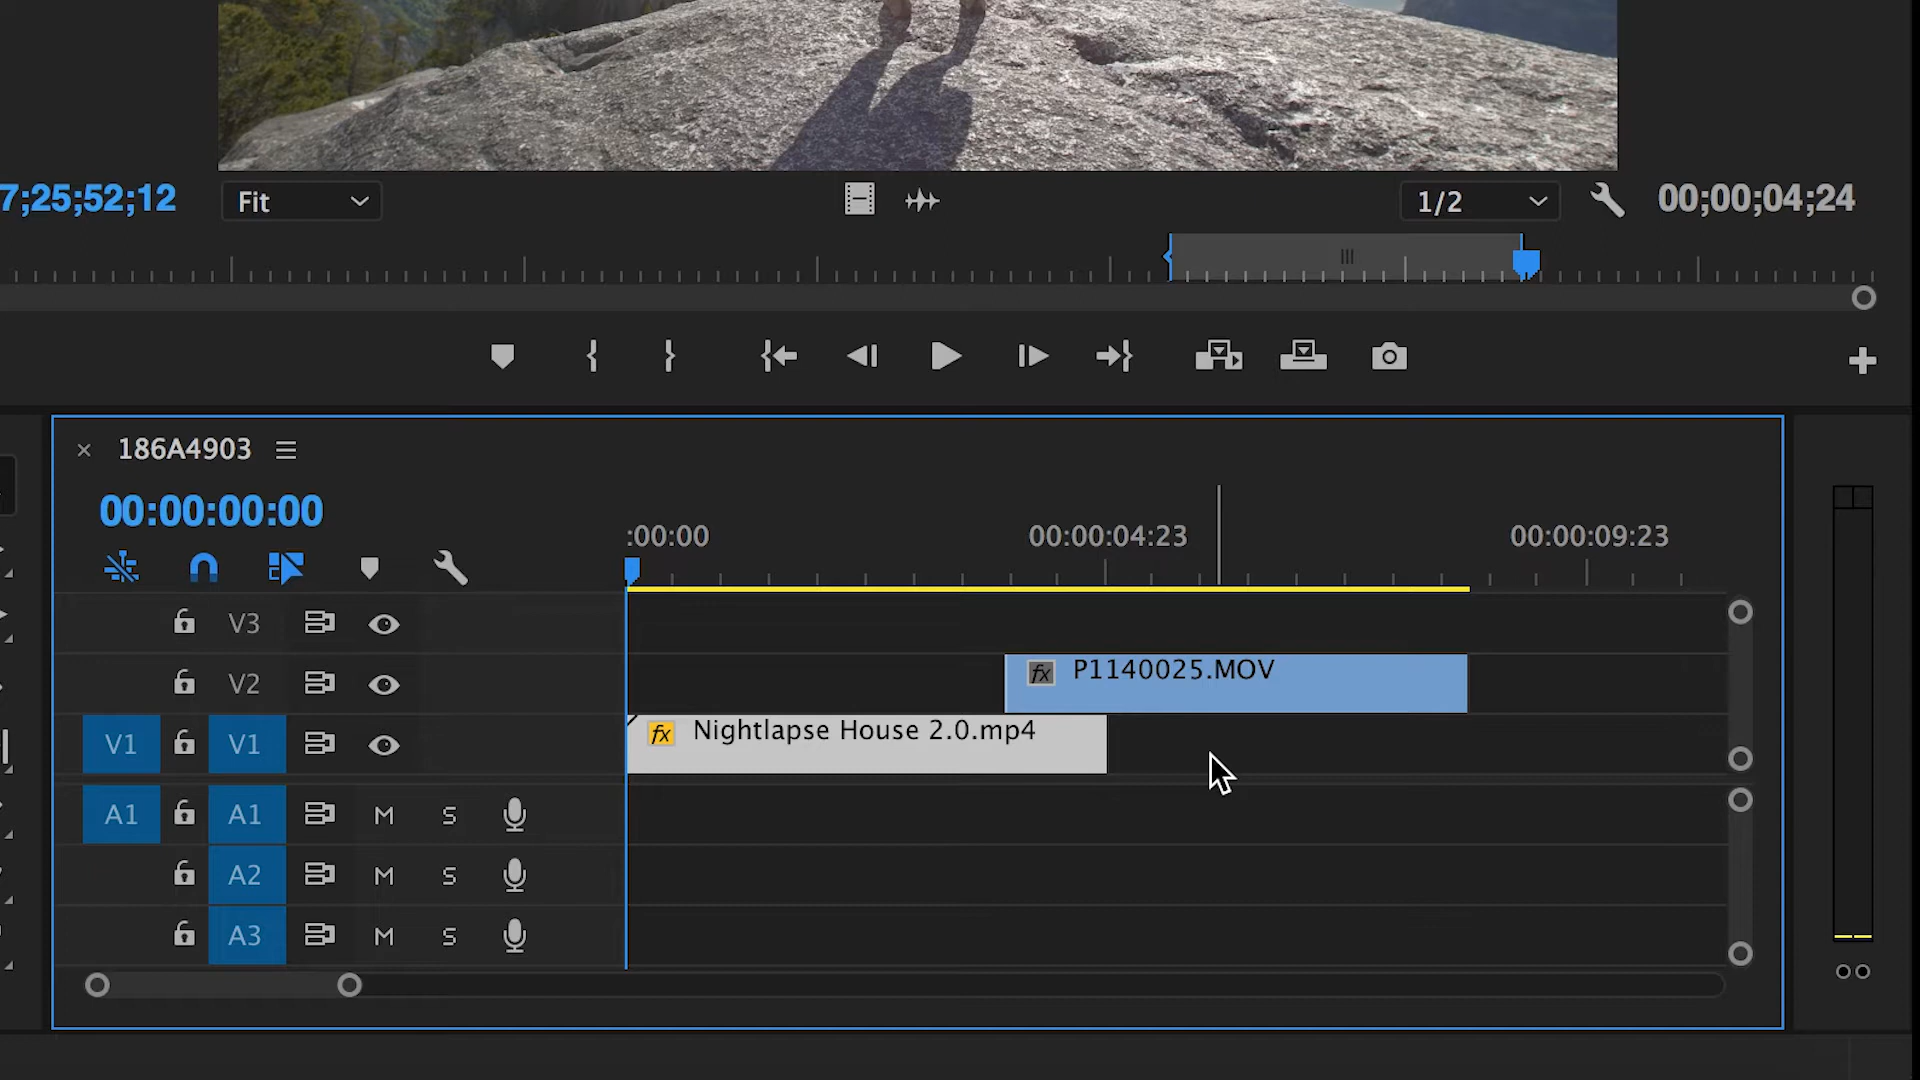 7;25;52;12
Fit
1/2
00;00;04;24
186A4903
00:00:00:00
:00:00
00:00:04:23
00:00:09:23
V3
V2
fx P1140025.MOV
V1 V1
fx Nightlapse House 2.0.mp4
A1 A1 M S
A2 M S
A3 M S